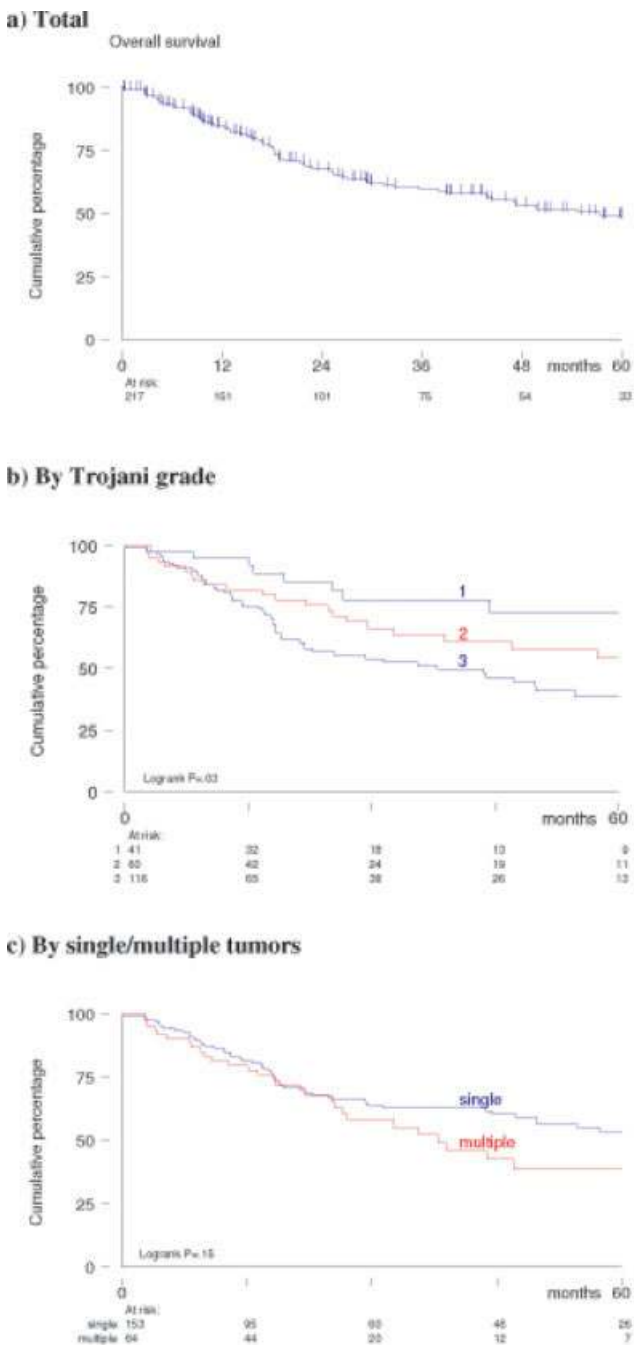 a) Total
Overall survival
100
75
50
25
0
Cumulative percentage
0 12 24 36 48 months 60
At risk:
217 151 101 75 54 33
b) By Trojani grade
100
75
50
25
0
Cumulative percentage
1
2
3
Logrank P=.03
0 months 60
At risk:
1 41 32 18 13 9
2 60 42 24 19 11
3 116 65 38 26 13
c) By single/multiple tumors
100
75
50
25
0
Cumulative percentage
single
multiple
Logrank P=.15
0 months 60
At risk:
single 153 95 60 46 26
multiple 64 44 20 12 7